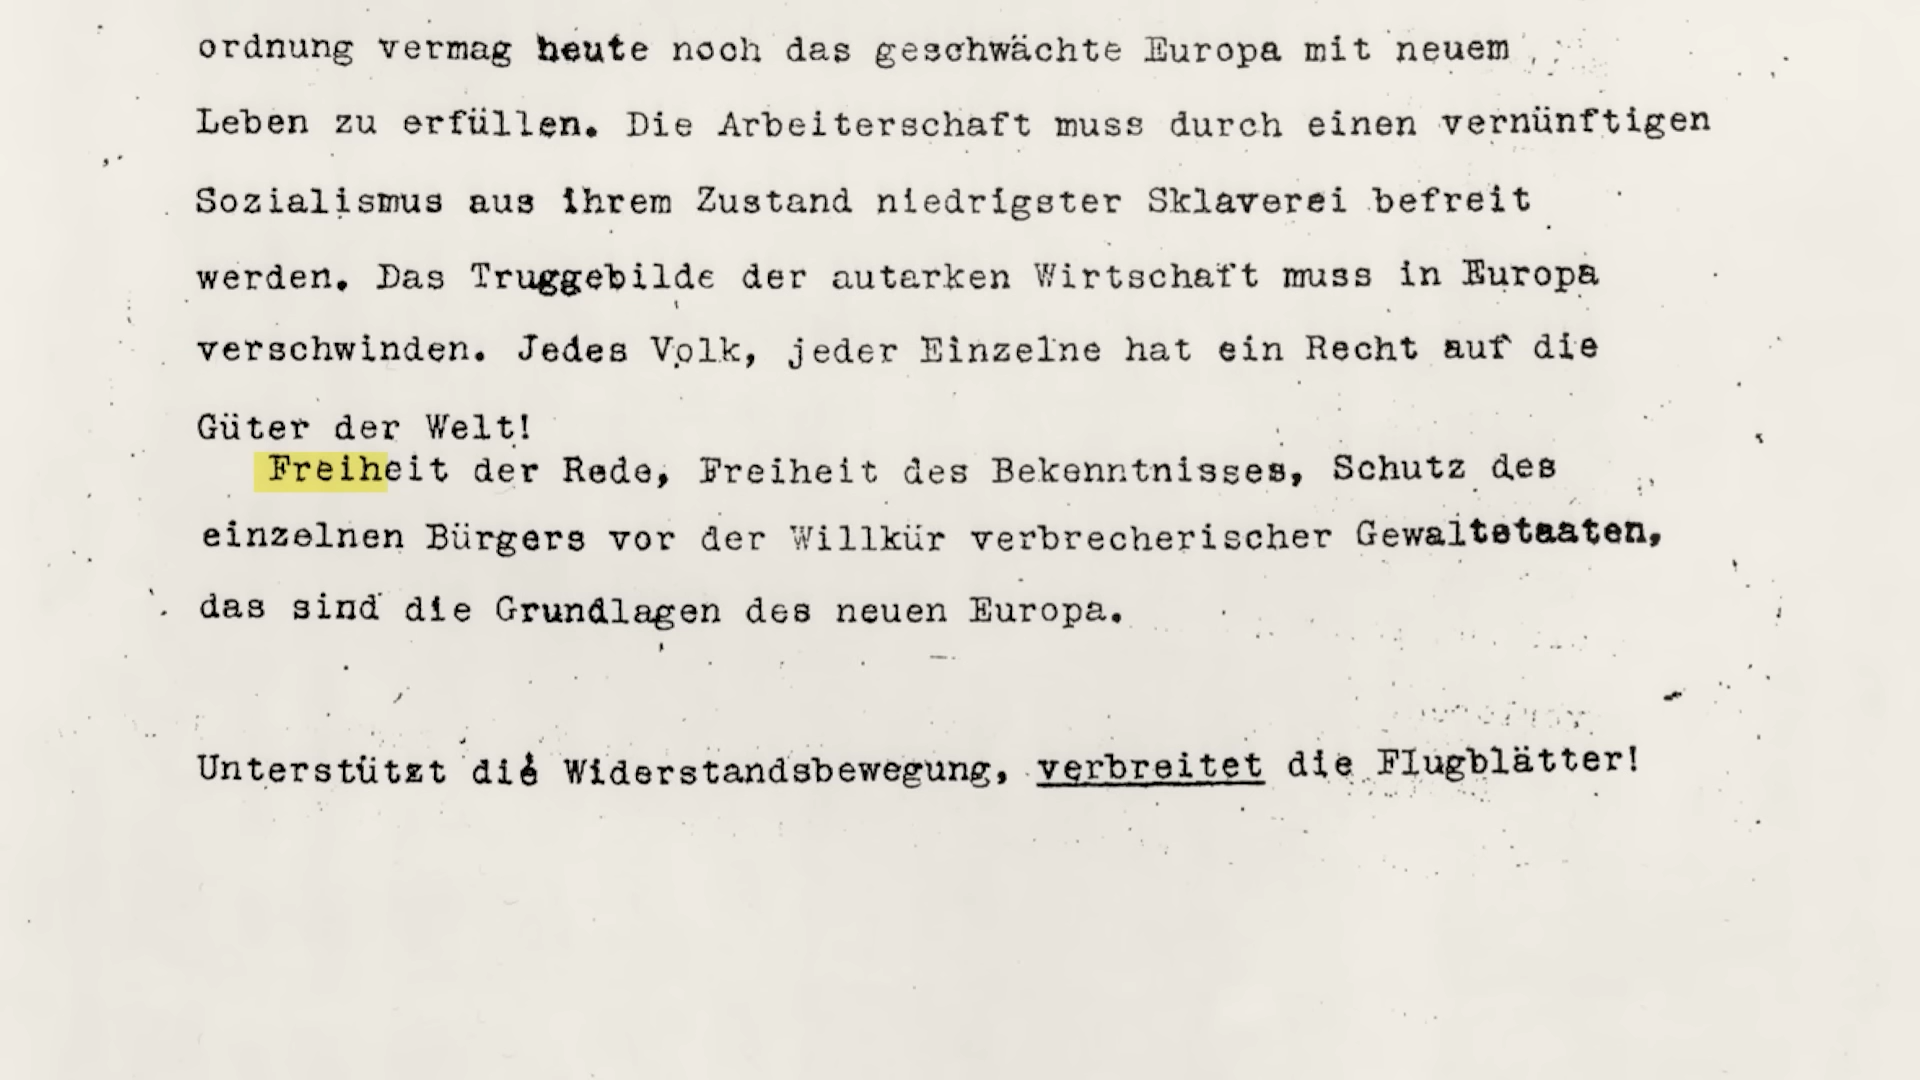 ordnung vermag heute noch das geschwächte Europa mit neuem
Leben zu erfüllen. Die Arbeiterschaft muss durch einen vernünftigen
Sozialismus aus ihrem Zustand niedrigster Sklaverei befreit
werden. Das Truggebilde der autarken Wirtschaft muss in Europa
verschwinden. Jedes Volk, jeder Einzelne hat ein Recht auf die
Güter der Welt!
Freiheit der Rede, Freiheit des Bekenntnisses, Schutz des
einzelnen Bürgers vor der Willkür verbrecherischer Gewaltstaaten,
das sind die Grundlagen des neuen Europa.
Unterstützt die Widerstandsbewegung, verbreitet die Flugblätter!